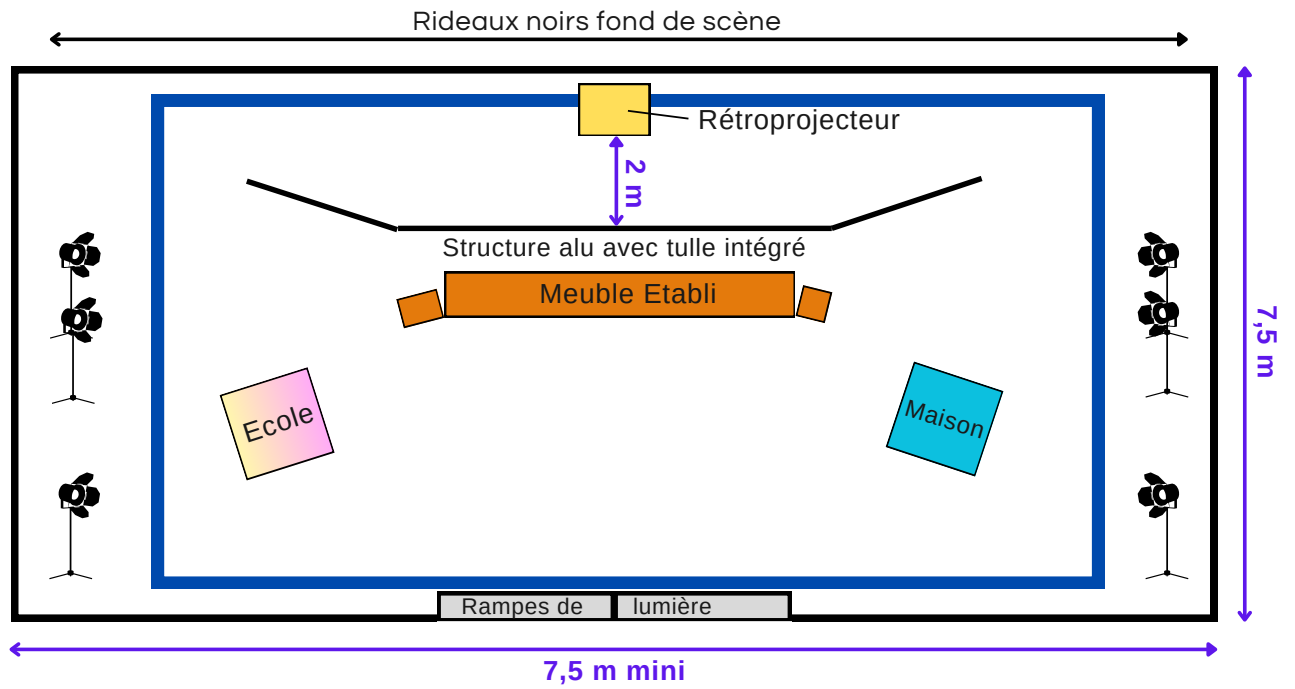 Rideaux noirs fond de scène
Rétroprojecteur
2 m
Structure alu avec tulle intégré
Meuble Etabli
7,5 m
Ecole
Maison
Rampes de lumière
7,5 m mini